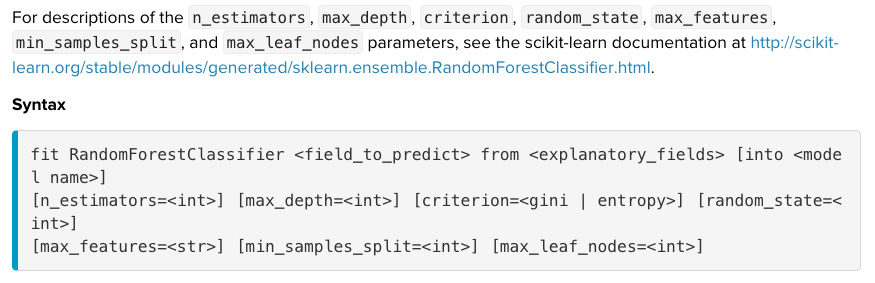 For descriptions of the n_estimators, max_depth, criterion, random_state, max_features,
min_samples_split, and max_leaf_nodes parameters, see the scikit-learn documentation at http://scikit-
learn.org/stable/modules/generated/sklearn.ensemble.RandomForestClassifier.html.
Syntax
fit RandomForestClassifier <field_to_predict> from <explanatory_fields> [into <mode
l name>]
[n_estimators=<int>] [max_depth=<int>] [criterion=<gini | entropy>] [random_state=<
int>]
[max_features=<str>] [min_samples_split=<int>] [max_leaf_nodes=<int>]